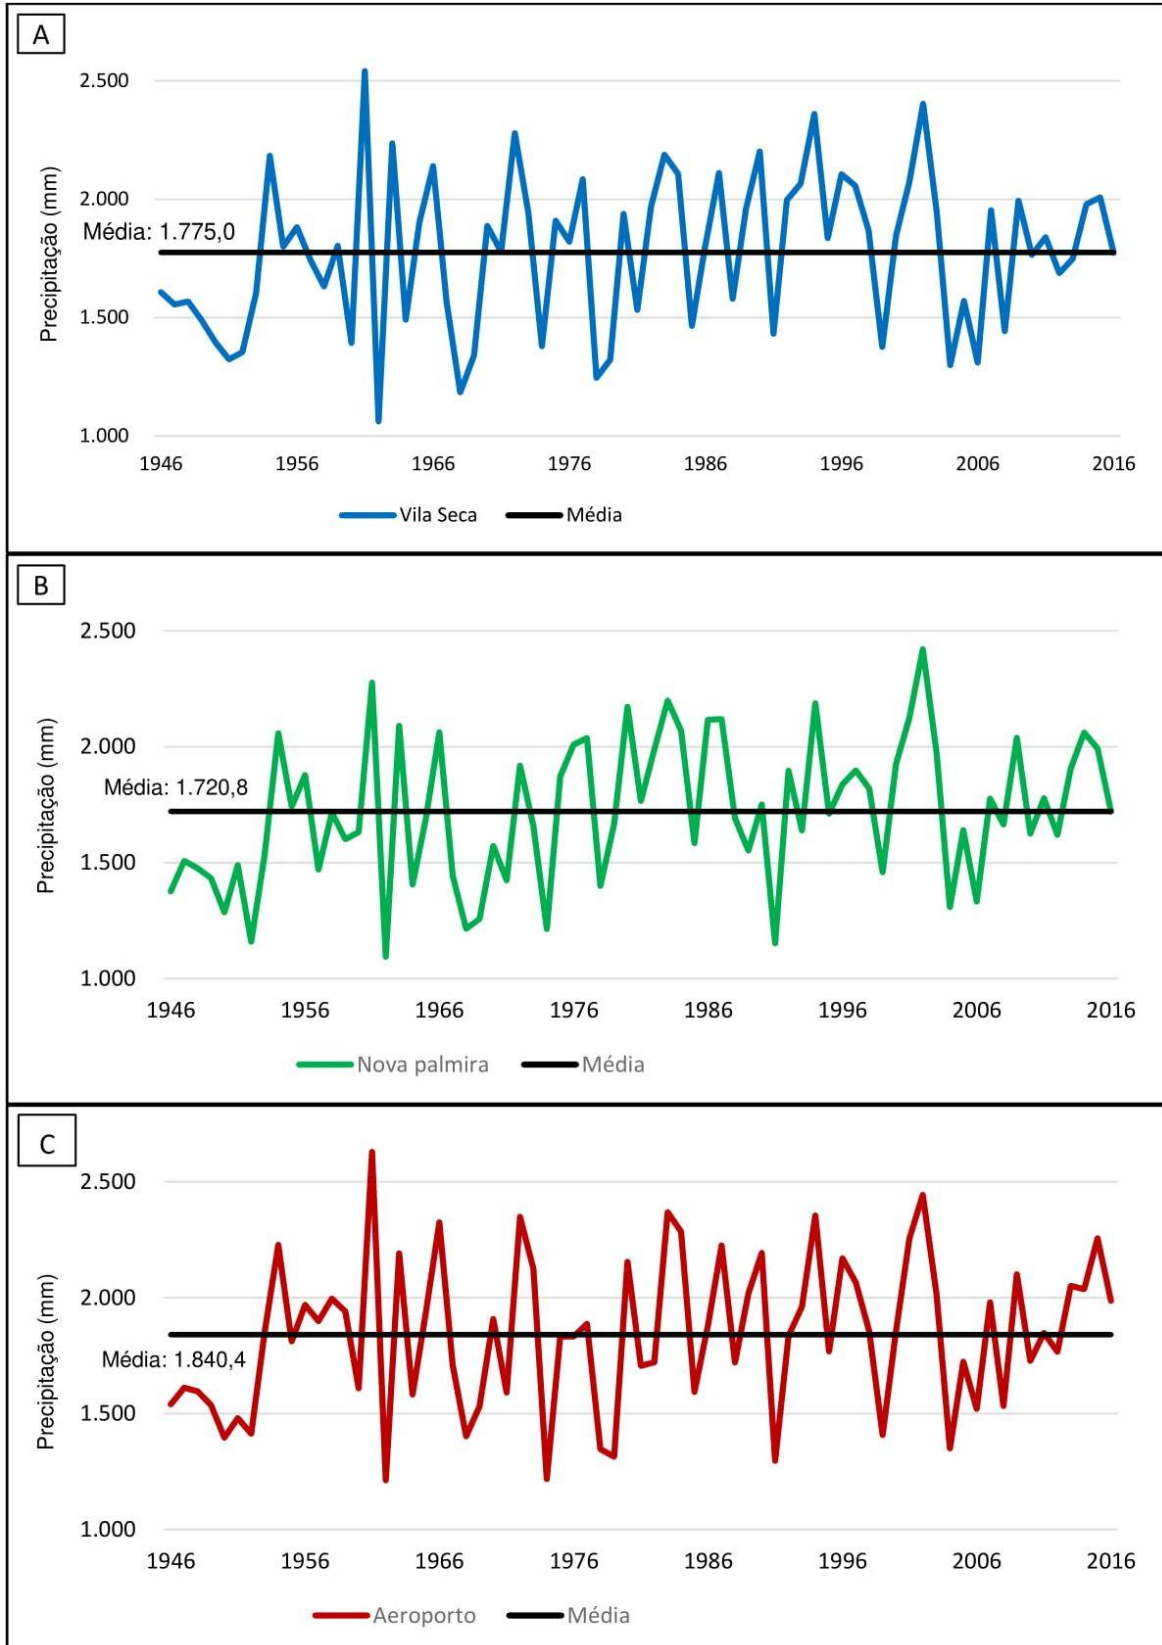 A
2.500
2.000
1.500
1.000
Precipitação (mm)
Média: 1.775,0
1946 1956 1966 1976 1986 1996 2006 2016
Vila Seca Média
B
2.500
2.000
1.500
1.000
Precipitação (mm)
Média: 1.720,8
1946 1956 1966 1976 1986 1996 2006 2016
Nova palmira Média
C
2.500
2.000
1.500
1.000
Precipitação (mm)
Média: 1.840,4
1946 1956 1966 1976 1986 1996 2006 2016
Aeroporto Média